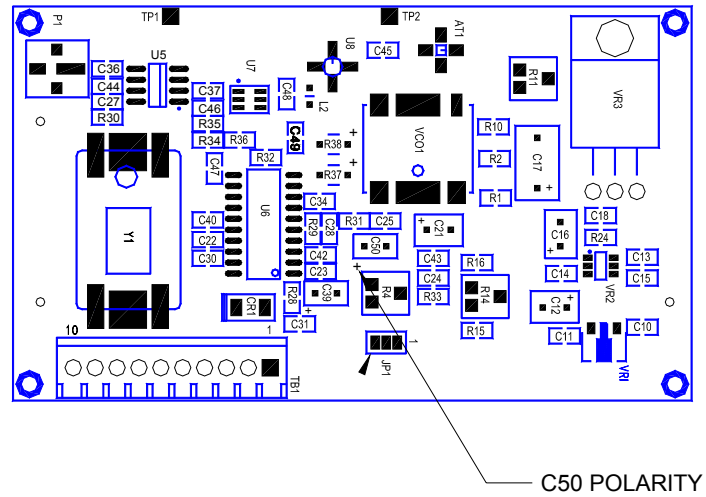 P1
TP1
TP2
AT1
U5
U8
C45
C36
C44
C27
R30
U7
C37
C46
R35
R34
C48
L2
R11
VR3
C49
R36
R38
R37
VCO1
R10
R2
R1
C17
R32
C47
Y1
U6
C34
C40
C22
C30
R29
C28
R31
C25
C50
C21
C16
C18
R24
C42
C23
C43
C24
R33
R16
R14
R15
C14
C13
C15
VR2
C12
C11
C10
VRI
CR1
R28
C39
C31
R4
JP1
1
10
1
TB1
+
+
+
+
+
+
+
+
C50 POLARITY